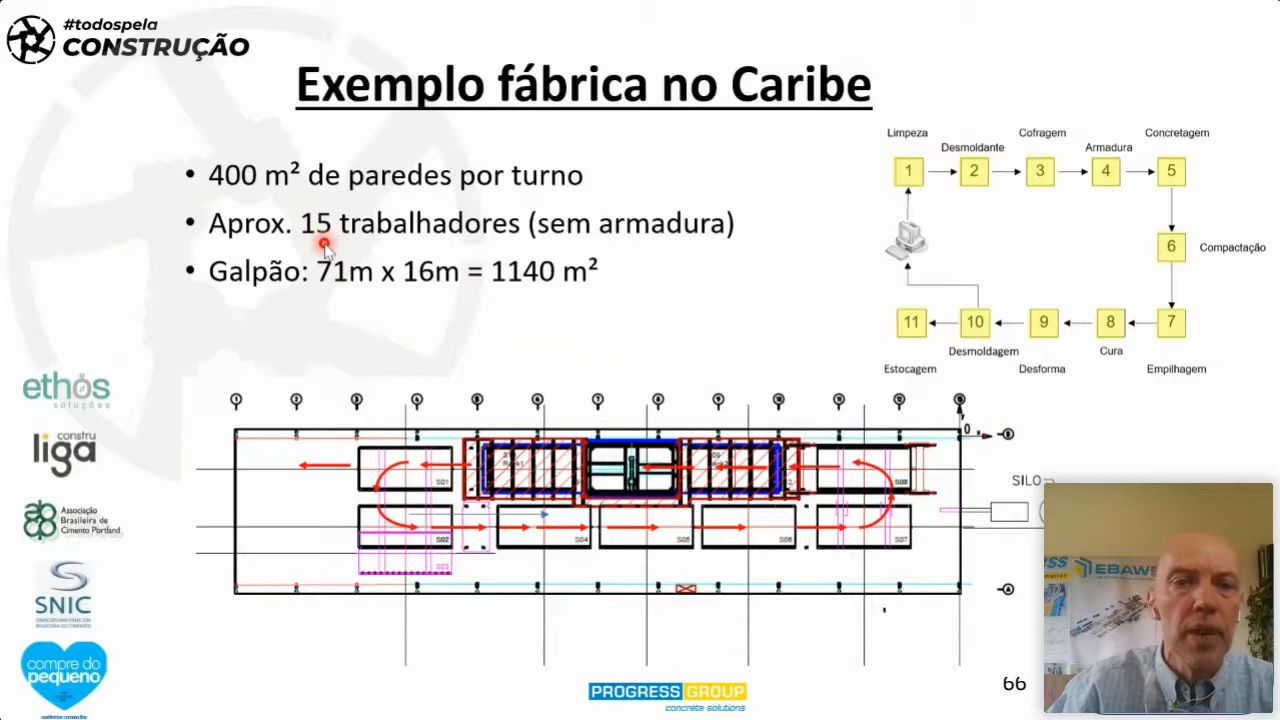 #todospela
CONSTRUÇÃO
Exemplo fábrica no Caribe
• 400 m² de paredes por turno
• Aprox. 15 trabalhadores (sem armadura)
• Galpão: 71m x 16m = 1140 m²
Limpeza
Desmoldante
Cofragem
Armadura
Concretagem
1
2
3
4
5
6
Compactação
11
10
9
8
7
Estocagem
Desmoldagem
Desforma
Cura
Empilhagem
ethos
soluções
constru
liga
Associação
Brasileira de
Cimento Portland
SNIC
compre do
pequeno
S01
S02
S03
S04
S05
S06
S07
S08
SILO
EBAWE
PROGRESS GROUP
concrete solutions
66